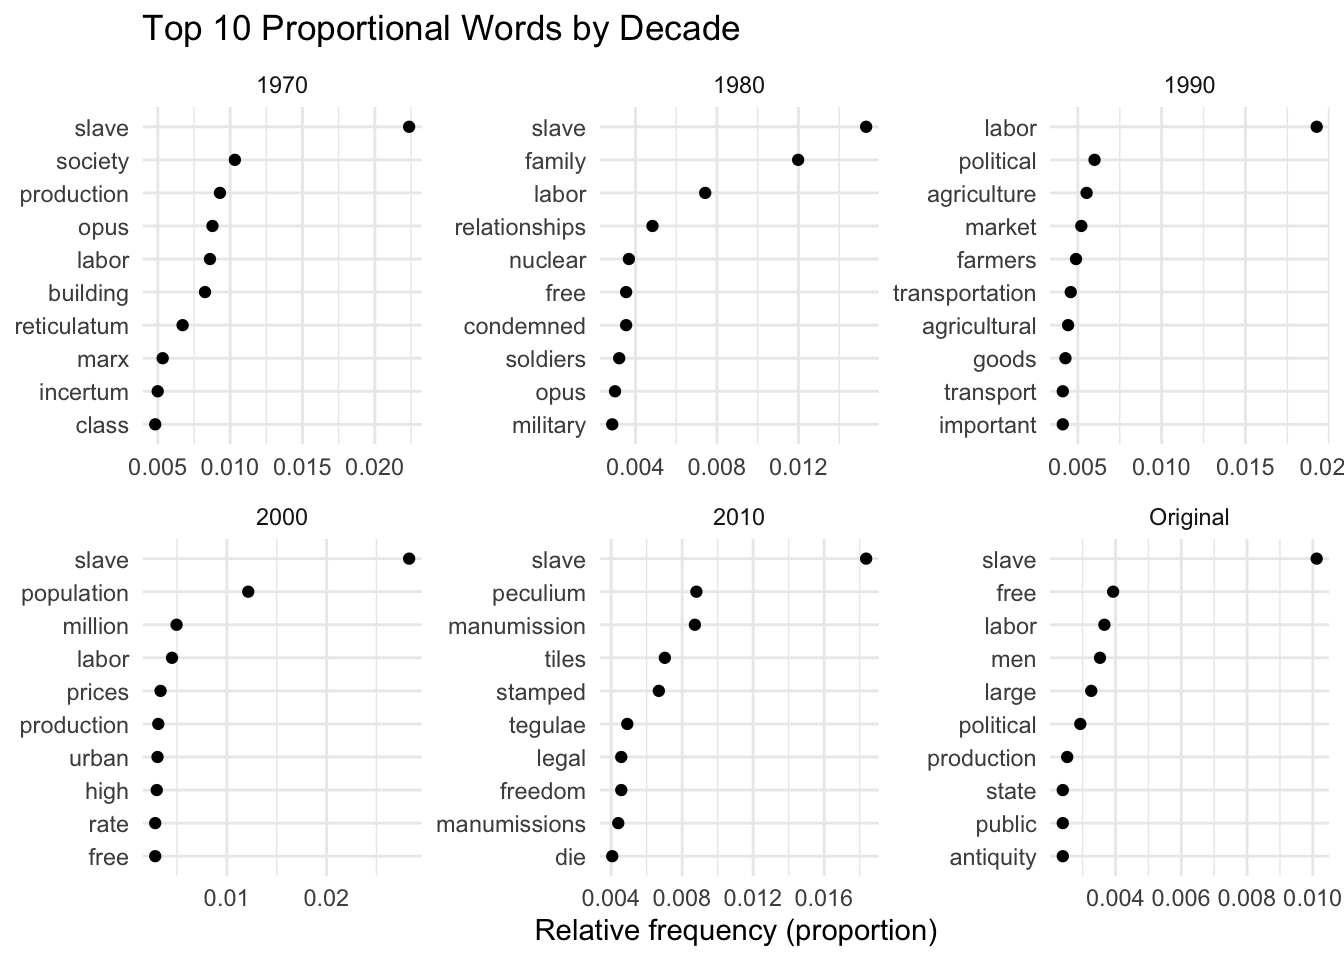 Top 10 Proportional Words by Decade
1970
slave
society
production
opus
labor
building
reticulatum
marx
incertum
class
0.005 0.010 0.015 0.020
1980
slave
family
labor
relationships
nuclear
free
condemned
soldiers
opus
military
0.004 0.008 0.012
1990
labor
political
agriculture
market
farmers
transportation
agricultural
goods
transport
important
0.005 0.010 0.015 0.02
2000
slave
population
million
labor
prices
production
urban
high
rate
free
0.01 0.02
2010
slave
peculium
manumission
tiles
stamped
tegulae
legal
freedom
manumissions
die
0.004 0.008 0.012 0.016
Original
slave
free
labor
men
large
political
production
state
public
antiquity
0.004 0.006 0.008 0.010
Relative frequency (proportion)